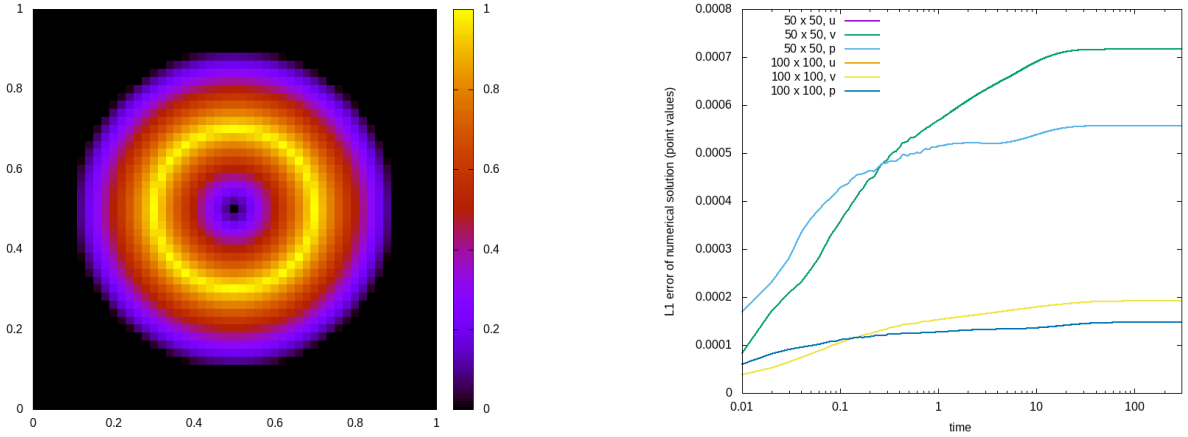 1
0.8
0.6
0.4
0.2
0
0 0.2 0.4 0.6 0.8 1
1
0.8
0.6
0.4
0.2
0
L1 error of numerical solution (point values)
0.0008
0.0007
0.0006
0.0005
0.0004
0.0003
0.0002
0.0001
0
50 x 50, u
50 x 50, v
50 x 50, p
100 x 100, u
100 x 100, v
100 x 100, p
0.01 0.1 1 10 100
time